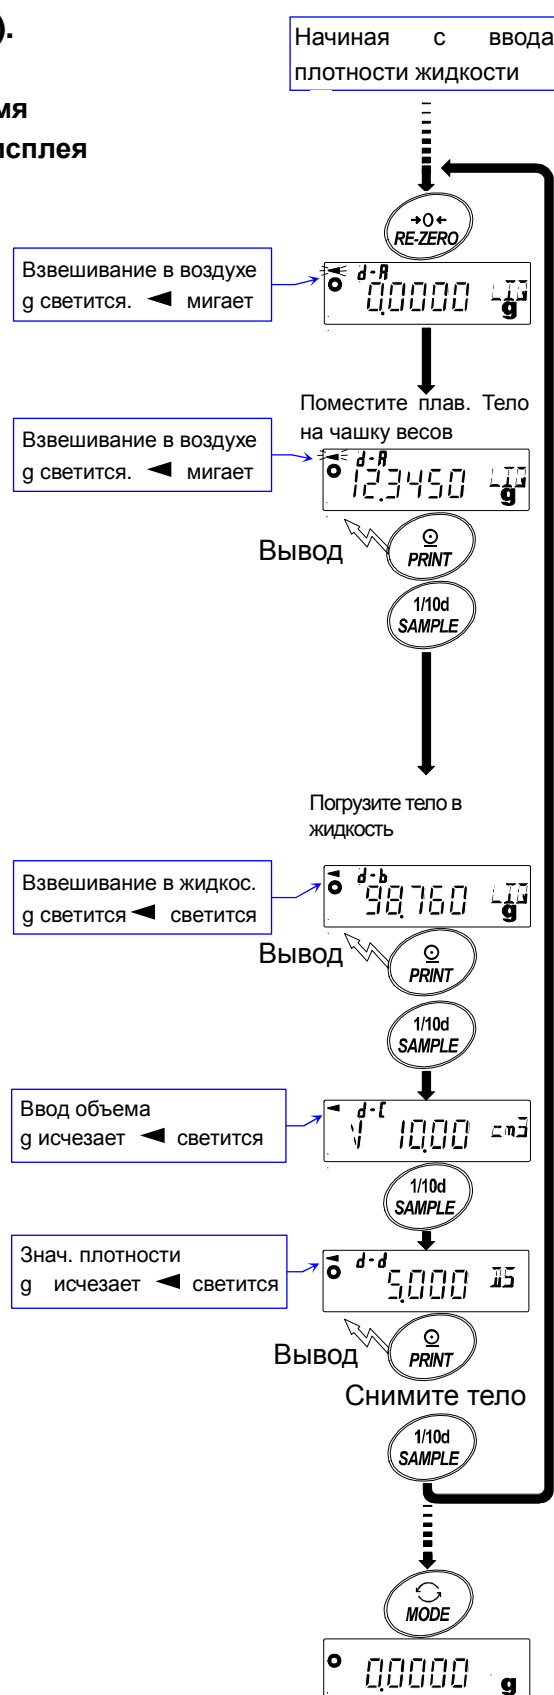 ).
Начиная с ввода
плотности жидкости
мя
исплея
→0←
RE-ZERO
Взвешивание в воздухе
g светится. ◄ мигает
d-A
0.0000 g
Поместите плав. Тело
на чашку весов
Взвешивание в воздухе
g светится. ◄ мигает
d-A
12.3450 g
Вывод
PRINT
1/10d
SAMPLE
Погрузите тело в
жидкость
Взвешивание в жидкос.
g светится ◄ светится
d-b
98.760 g
Вывод
PRINT
1/10d
SAMPLE
Ввод объема
g исчезает ◄ светится
d-C
V 10.00 cm3
1/10d
SAMPLE
Знач. плотности
g исчезает ◄ светится
d-d
5.000 DS
Вывод
PRINT
Снимите тело
1/10d
SAMPLE
MODE
0.0000 g